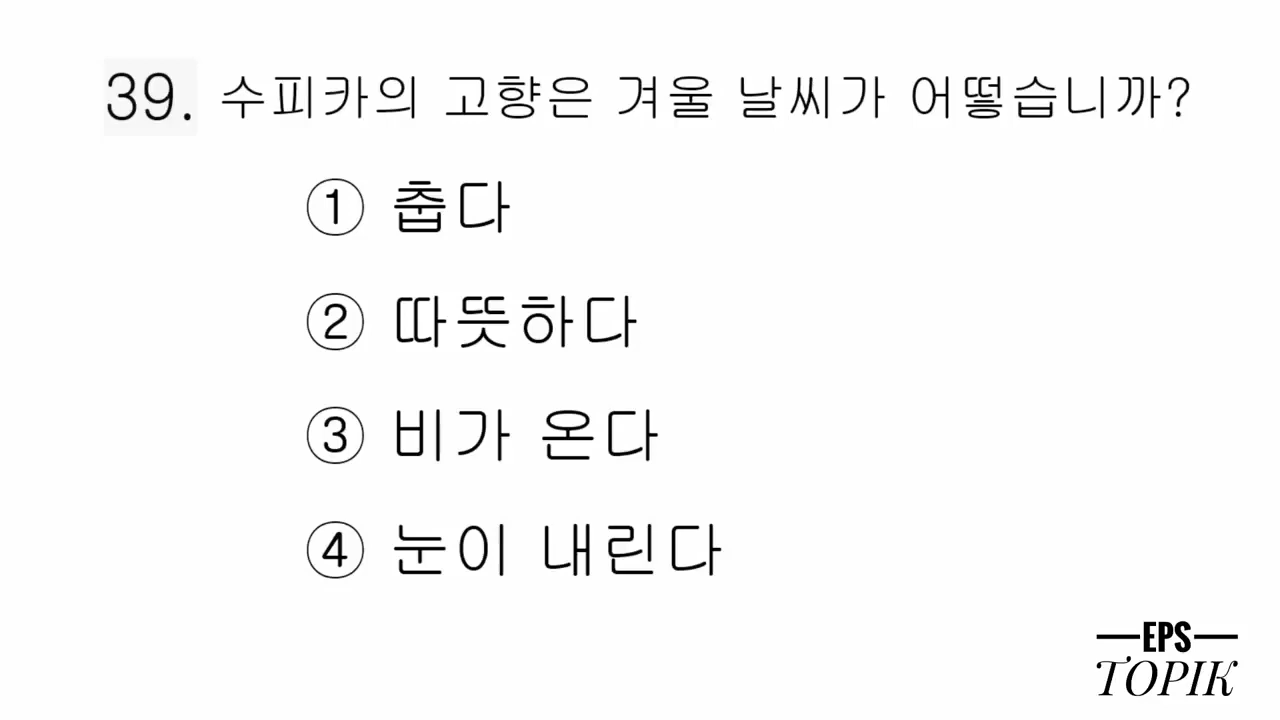 39. 수피카의 고향은 겨울 날씨가 어떻습니까?
① 춥다
② 따뜻하다
③ 비가 온다
④ 눈이 내린다
EPS
TOPIK